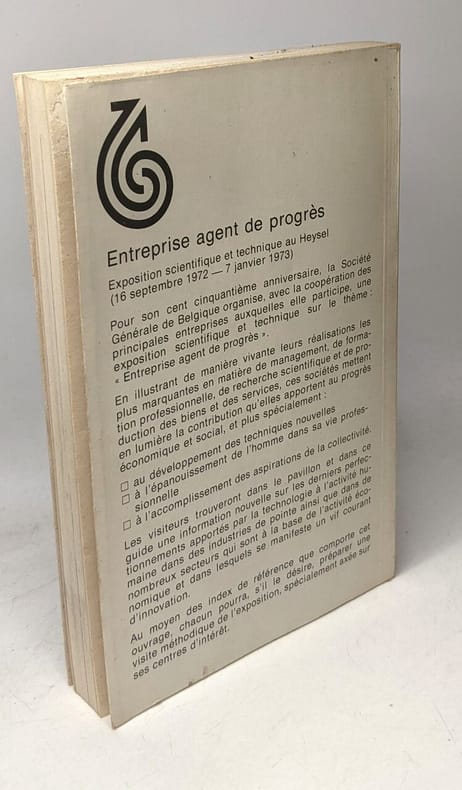 Entreprise agent de progrès
Exposition scientifique et technique au Heysel
(16 septembre 1972 — 7 janvier 1973)
Pour son cent cinquantième anniversaire, la Société
Générale de Belgique organise, avec la coopération des
principales entreprises auxquelles elle participe, une
exposition scientifique et technique sur le thème :
« Entreprise agent de progrès ».
En illustrant de manière vivante leurs réalisations les
plus marquantes en matière de management, de forma-
tion professionnelle, de recherche scientifique et de pro-
duction des biens et des services, ces sociétés mettent
en lumière la contribution qu'elles apportent au progrès
économique et social, et plus spécialement :
□ au développement des techniques nouvelles
□ à l'épanouissement de l'homme dans sa vie profes-
sionnelle
□ à l'accomplissement des aspirations de la collectivité.
Les visiteurs trouveront dans le pavillon et dans ce
guide une information nouvelle sur les derniers perfec-
tionnements apportés par la technologie à l'activité hu-
maine dans des industries de pointe ainsi que dans de
nombreux secteurs qui sont à la base de l'activité éco-
nomique et dans lesquels se manifeste un vif courant
d'innovation.
Au moyen des index de référence que comporte cet
ouvrage, chacun pourra, s'il le désire, préparer une
visite méthodique de l'exposition, spécialement axée sur
ses centres d'intérêt.